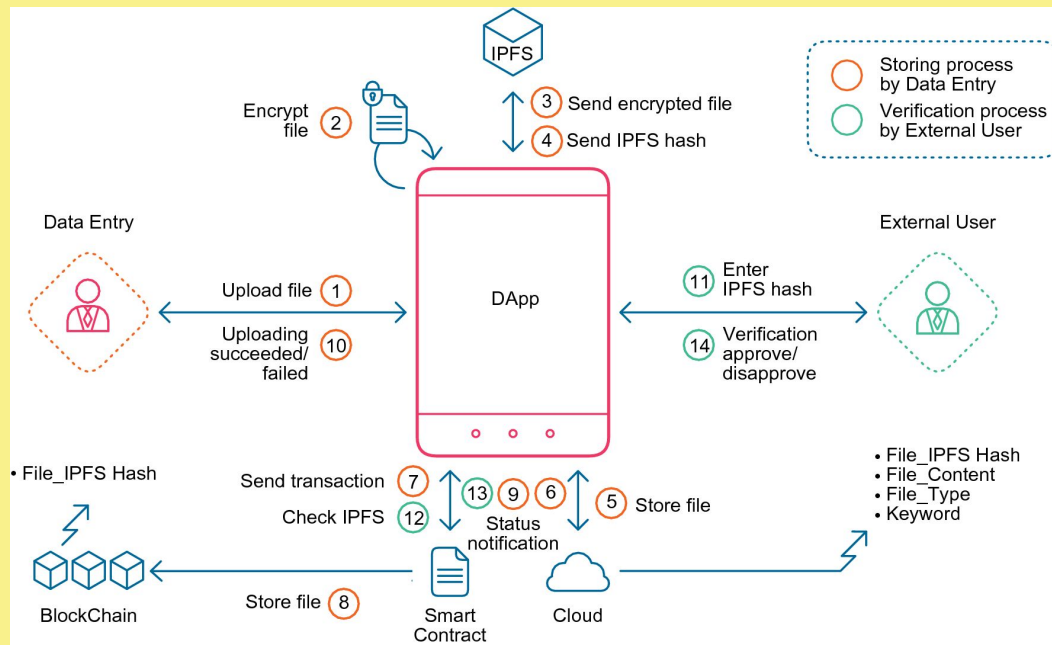 IPFS
Storing process
by Data Entry
Verification process
by External User
Encrypt
file
2
3 Send encrypted file
4 Send IPFS hash
Data Entry
External User
DApp
Upload file 1
Uploading
succeeded/
failed
10
11 Enter
IPFS hash
14 Verification
approve/
disapprove
• File_IPFS Hash
Send transaction 7
Check IPFS 12
13 9 6
Status
notification
5 Store file
• File_IPFS Hash
• File_Content
• File_Type
• Keyword
BlockChain
Store file 8
Smart
Contract
Cloud